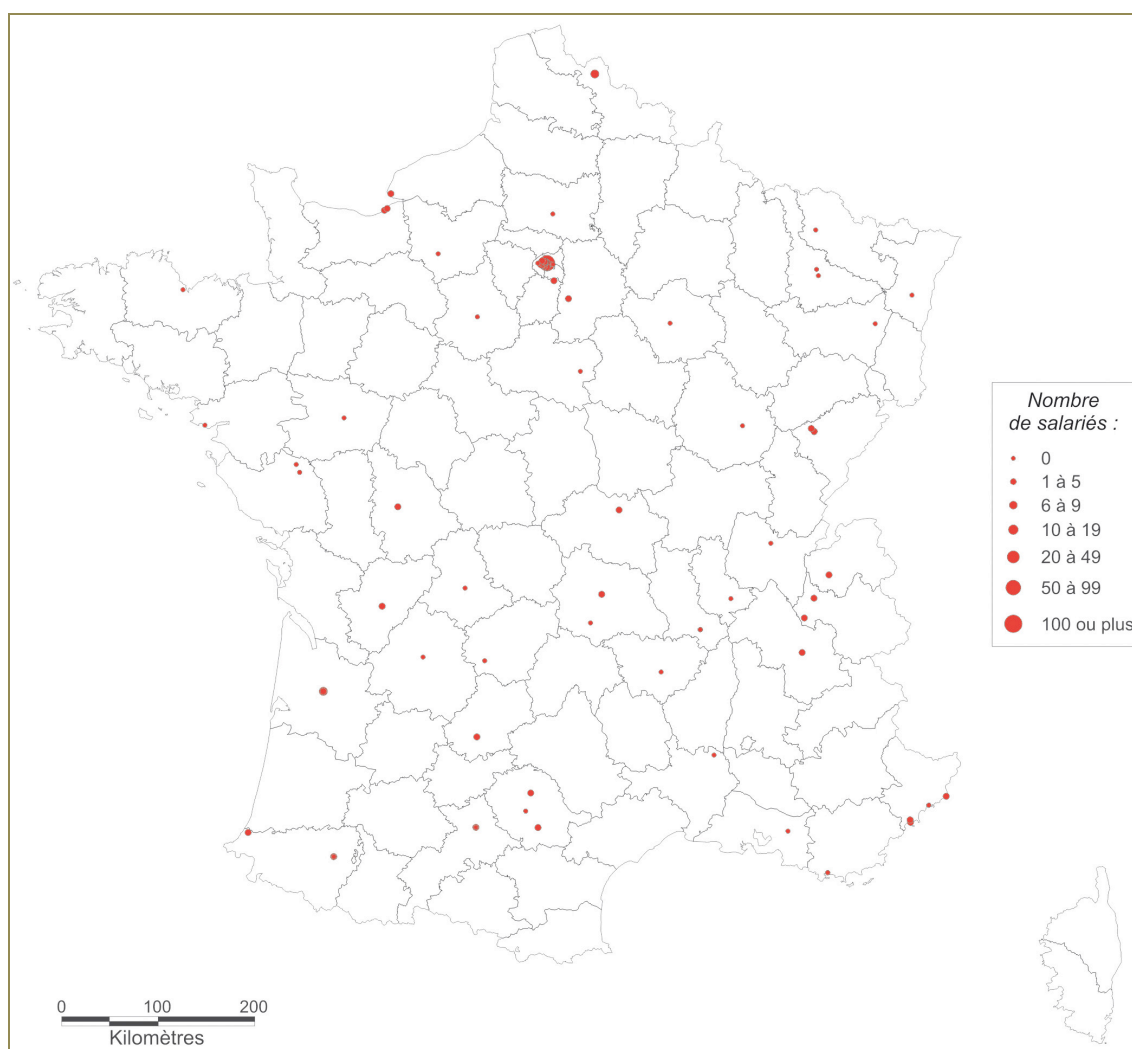 Nombre
de salariés :
0
1 à 5
6 à 9
10 à 19
20 à 49
50 à 99
100 ou plus
0 100 200
Kilomètres